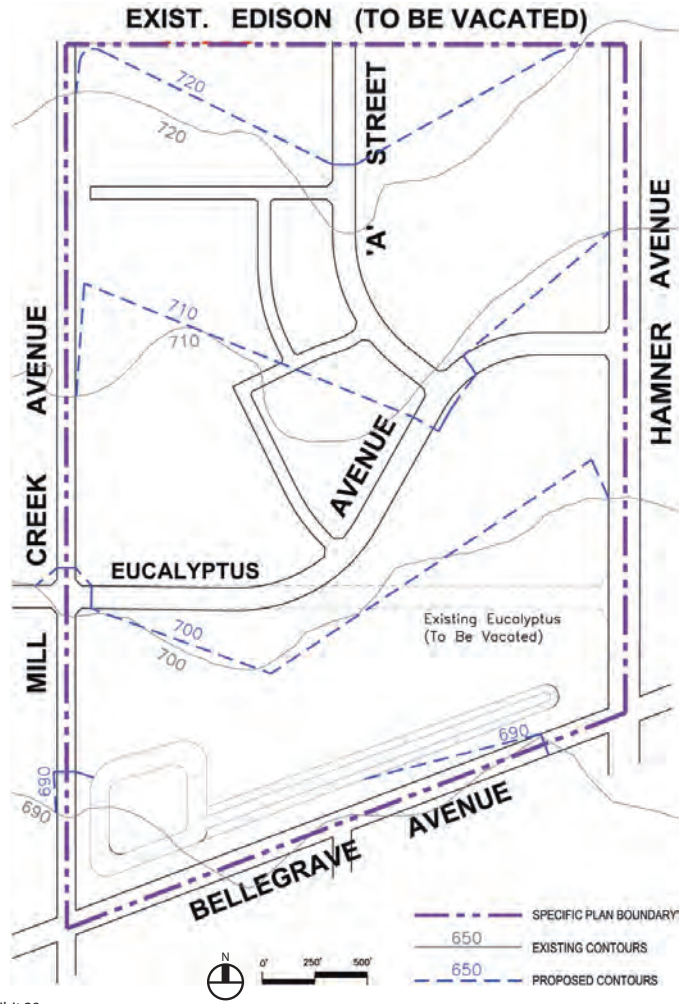 EXIST. EDISON (TO BE VACATED)
720
720
'A' STREET
HAMNER AVENUE
710
710
MILL CREEK AVENUE
AVENUE
EUCALYPTUS
Existing Eucalyptus
(To Be Vacated)
700
700
690
690
690
BELLEGRAVE AVENUE
SPECIFIC PLAN BOUNDARY
650
EXISTING CONTOURS
650
PROPOSED CONTOURS
N
0' 250' 500'